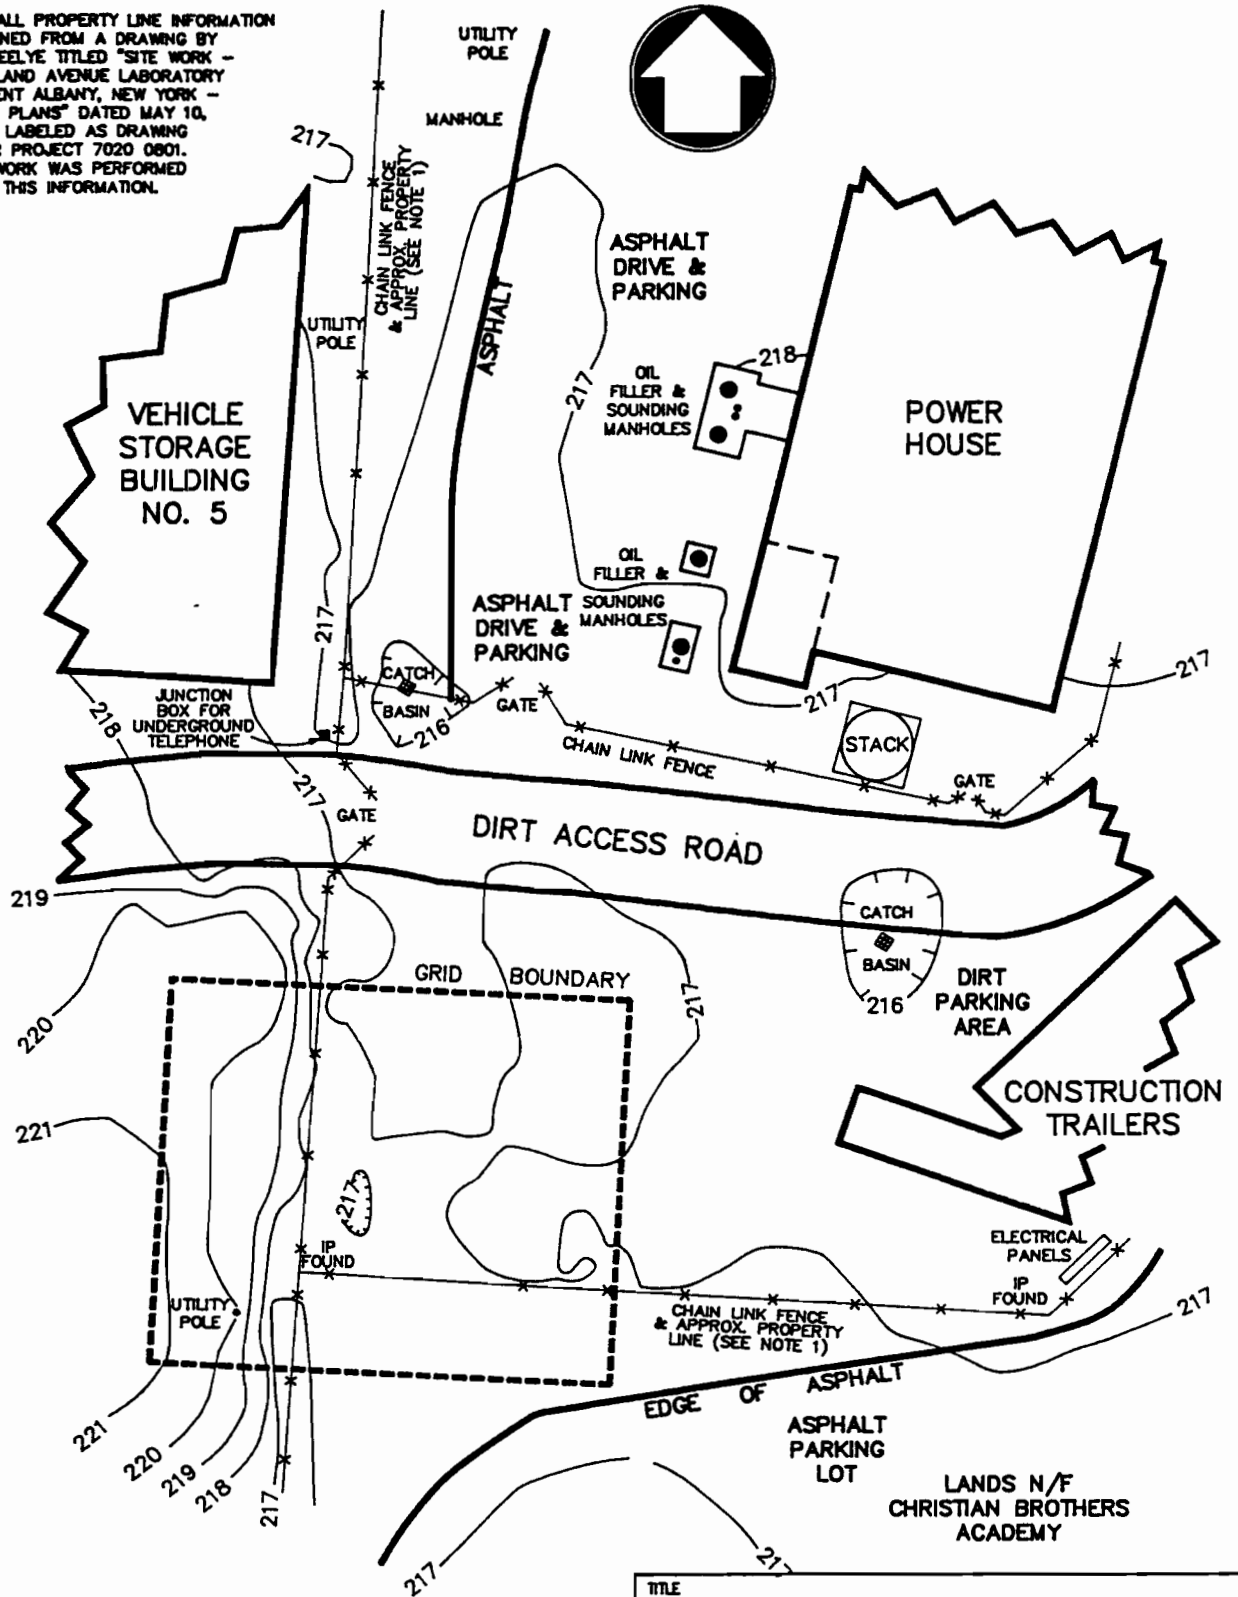 ALL PROPERTY LINE INFORMATION
NED FROM A DRAWING BY
EELYE TITLED "SITE WORK -
LAND AVENUE LABORATORY
ENT ALBANY, NEW YORK -
PLANS" DATED MAY 10,
LABELED AS DRAWING
PROJECT 7020 0801.
WORK WAS PERFORMED
THIS INFORMATION.
UTILITY
POLE
MANHOLE
217
CHAIN LINK FENCE
& APPROX. PROPERTY
LINE (SEE NOTE 1)
ASPHALT
DRIVE &
PARKING
UTILITY
POLE
ASPHALT
217
218
OIL
FILLER &
SOUNDING
MANHOLES
VEHICLE
STORAGE
BUILDING
NO. 5
POWER
HOUSE
OIL
FILLER &
SOUNDING
MANHOLES
ASPHALT
DRIVE &
PARKING
217
217
217
CATCH
BASIN
216
GATE
JUNCTION
BOX FOR
UNDERGROUND
TELEPHONE
218
STACK
CHAIN LINK FENCE
GATE
217
GATE
DIRT ACCESS ROAD
219
CATCH
BASIN
216
GRID BOUNDARY
217
DIRT
PARKING
AREA
220
CONSTRUCTION
TRAILERS
221
217
ELECTRICAL
PANELS
IP
FOUND
IP
FOUND
UTILITY
POLE
217
CHAIN LINK FENCE
& APPROX. PROPERTY
LINE (SEE NOTE 1)
EDGE OF ASPHALT
ASPHALT
PARKING
LOT
221
220
219
218
217
LANDS N/F
CHRISTIAN BROTHERS
ACADEMY
217
217
TITLE